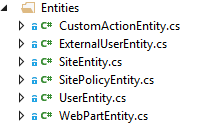 Entities
C# CustomActionEntity.cs
C# ExternalUserEntity.cs
C# SiteEntity.cs
C# SitePolicyEntity.cs
C# UserEntity.cs
C# WebPartEntity.cs